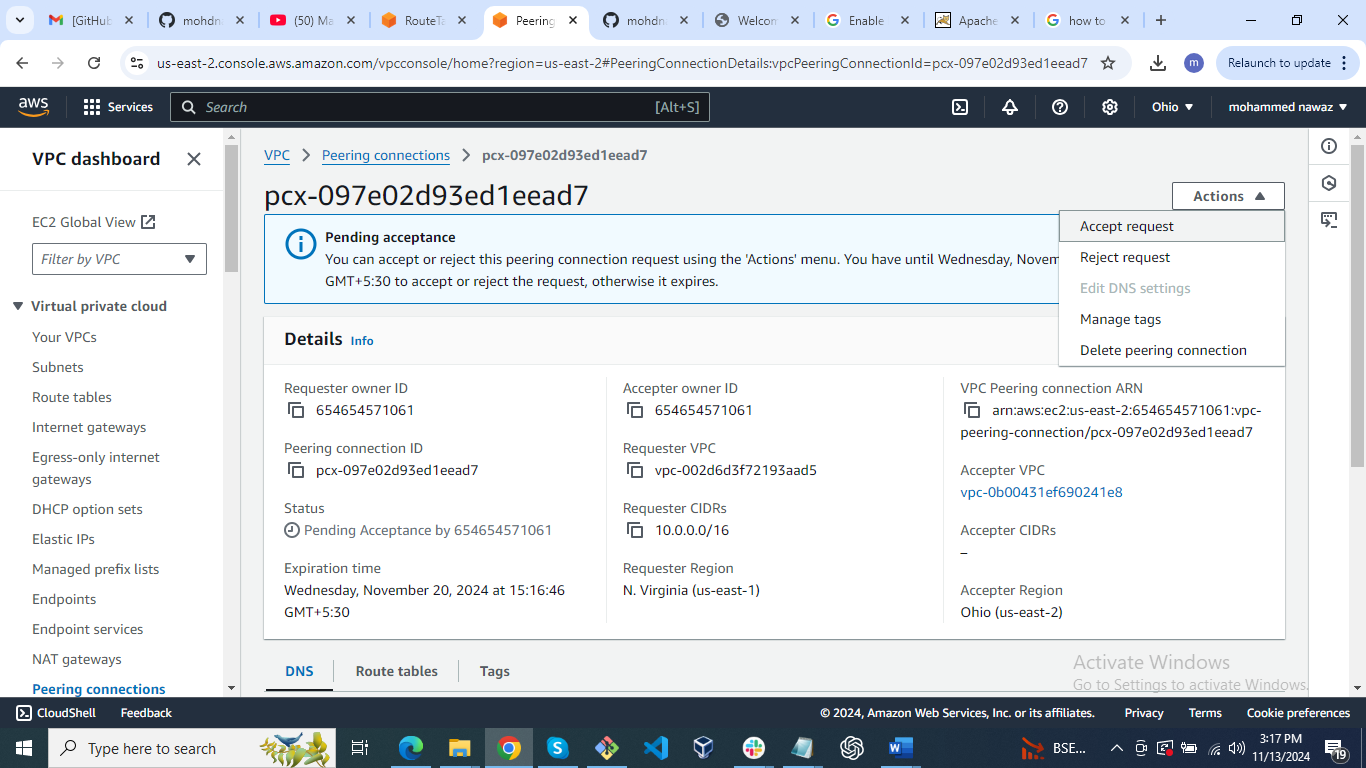 [GitHub
mohdna
(50) Ma
RouteTa
Peering
mohdn
Welcom
Enable
Apache
how to
us-east-2.console.aws.amazon.com/vpcconsole/home?region=us-east-2#PeeringConnectionDetails:vpcPeeringConnectionId=pcx-097e02d93ed1eead7
m
Relaunch to update
aws
Services
Search
[Alt+S]
Ohio
mohammed nawaz
VPC dashboard
EC2 Global View
Filter by VPC
Virtual private cloud
Your VPCs
Subnets
Route tables
Internet gateways
Egress-only internet
gateways
DHCP option sets
Elastic IPs
Managed prefix lists
Endpoints
Endpoint services
NAT gateways
Peering connections
VPC
Peering connections
pcx-097e02d93ed1eead7
pcx-097e02d93ed1eead7
Actions
Accept request
Reject request
Edit DNS settings
Manage tags
Delete peering connection
Pending acceptance
You can accept or reject this peering connection request using the 'Actions' menu. You have until Wednesday, Novem
GMT+5:30 to accept or reject the request, otherwise it expires.
Details Info
Requester owner ID
654654571061
Peering connection ID
pcx-097e02d93ed1eead7
Status
Pending Acceptance by 654654571061
Expiration time
Wednesday, November 20, 2024 at 15:16:46
GMT+5:30
Accepter owner ID
654654571061
Requester VPC
vpc-002d6d3f72193aad5
Requester CIDRs
10.0.0.0/16
Requester Region
N. Virginia (us-east-1)
VPC Peering connection ARN
arn:aws:ec2:us-east-2:654654571061:vpc-
peering-connection/pcx-097e02d93ed1eead7
Accepter VPC
vpc-0b00431ef690241e8
Accepter CIDRs
–
Accepter Region
Ohio (us-east-2)
DNS
Route tables
Tags
Activate Windows
Go to Settings to activate Windows.
CloudShell
Feedback
© 2024, Amazon Web Services, Inc. or its affiliates.
Privacy
Terms
Cookie preferences
Type here to search
BSE...
3:17 PM
11/13/2024
19